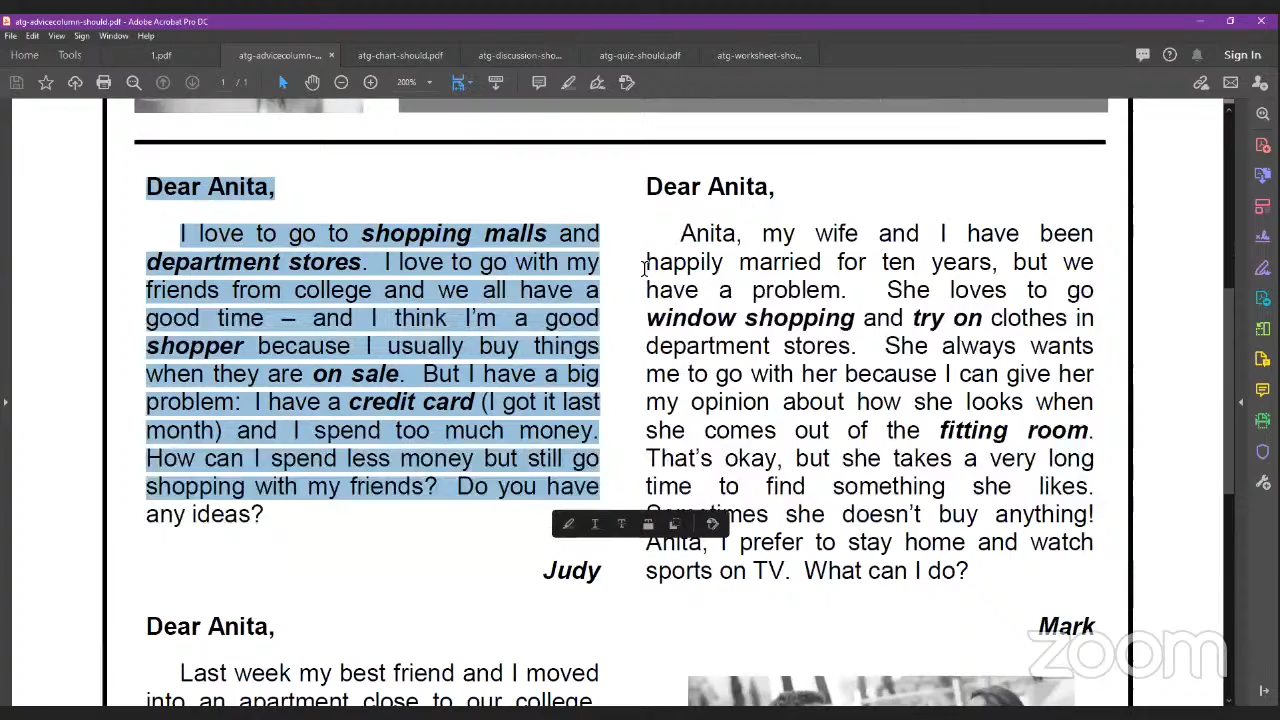 atg-advicecolumn-should.pdf - Adobe Acrobat Pro DC
File Edit View Sign Window Help
Home Tools 1.pdf atg-advicecolumn-... × atg-chart-should.pdf atg-discussion-sho... atg-quiz-should.pdf atg-worksheet-sho... Sign In
1 / 1 200%
Dear Anita,
I love to go to shopping malls and
department stores. I love to go with my
friends from college and we all have a
good time – and I think I'm a good
shopper because I usually buy things
when they are on sale. But I have a big
problem: I have a credit card (I got it last
month) and I spend too much money.
How can I spend less money but still go
shopping with my friends? Do you have
any ideas?
Judy
Dear Anita,
Last week my best friend and I moved
into an apartment close to our college.
Dear Anita,
Anita, my wife and I have been
happily married for ten years, but we
have a problem. She loves to go
window shopping and try on clothes in
department stores. She always wants
me to go with her because I can give her
my opinion about how she looks when
she comes out of the fitting room.
That's okay, but she takes a very long
time to find something she likes.
Sometimes she doesn't buy anything!
Anita, I prefer to stay home and watch
sports on TV. What can I do?
Mark
zoom